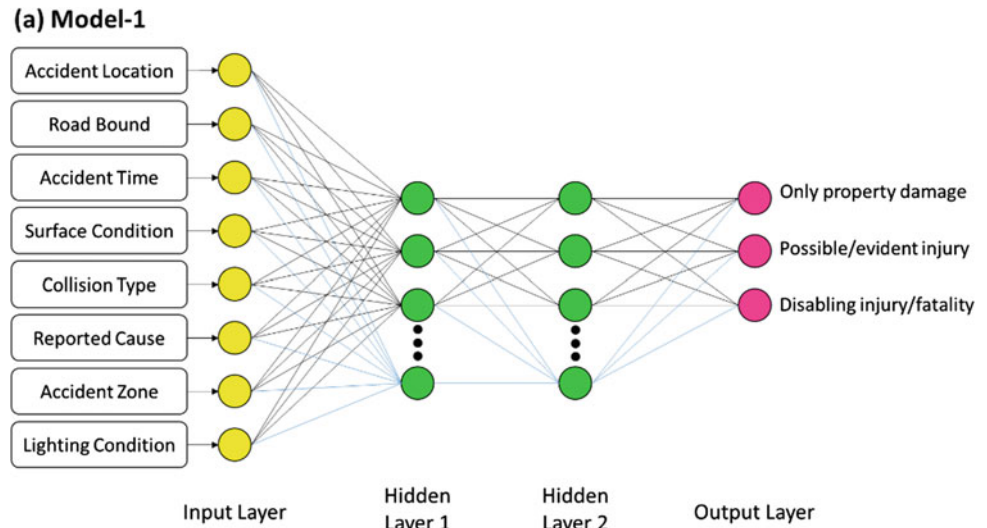 (a) Model-1
Accident Location
Road Bound
Accident Time
Surface Condition
Collision Type
Reported Cause
Accident Zone
Lighting Condition
Only property damage
Possible/evident injury
Disabling injury/fatality
Input Layer
Hidden
Layer 1
Hidden
Layer 2
Output Layer